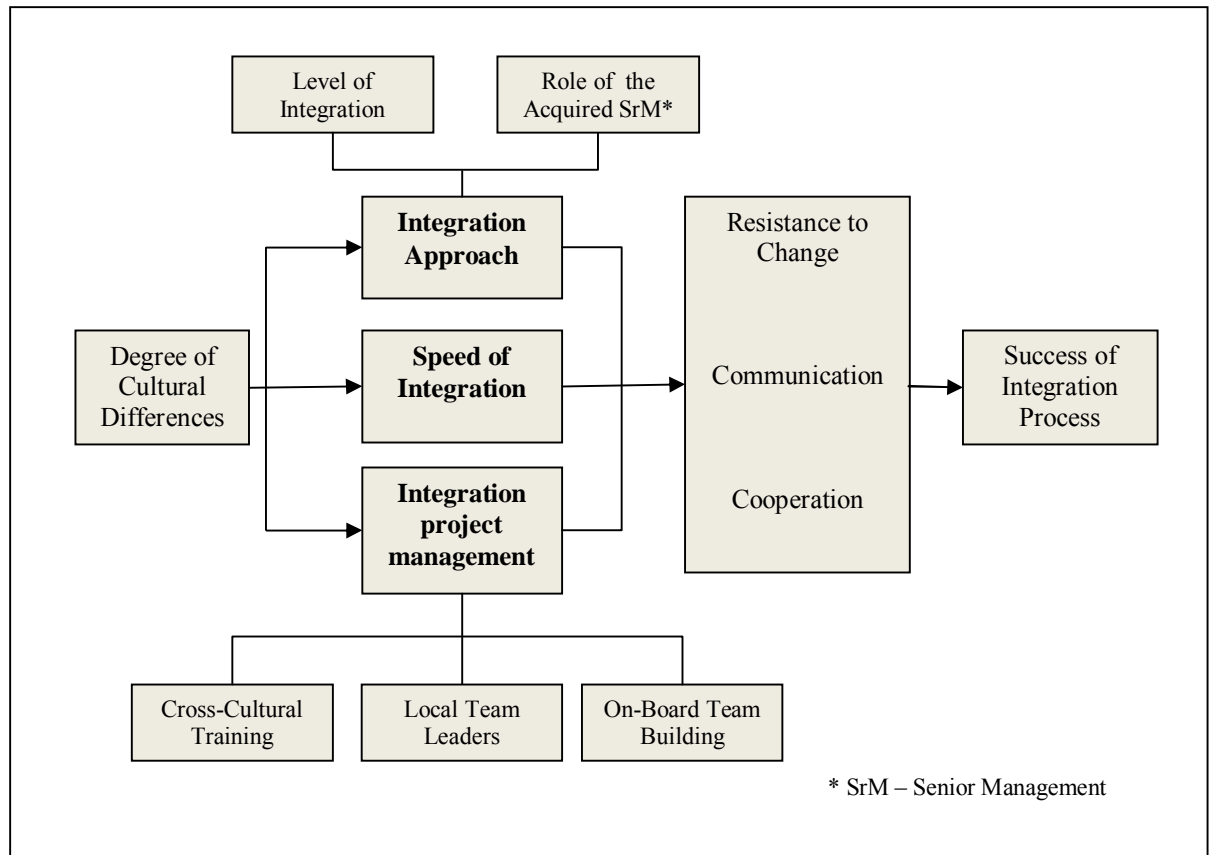 Level of
Integration
Role of the
Acquired SrM*
Integration
Approach
Resistance to
Change
Degree of
Cultural
Differences
Speed of
Integration
Communication
Success of
Integration
Process
Integration
project
management
Cooperation
Cross-Cultural
Training
Local Team
Leaders
On-Board Team
Building
* SrM – Senior Management